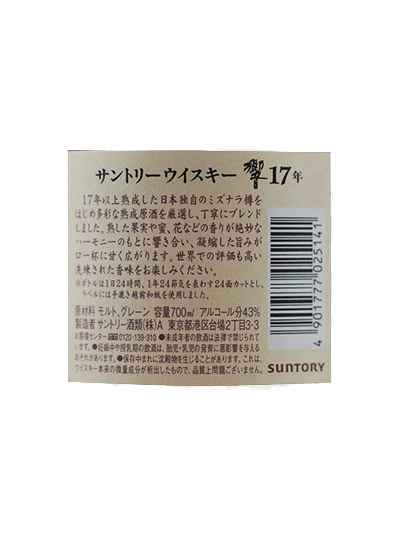 サントリーウイスキー 響 17年
17年以上熟成した日本独自のミズナラ樽を
はじめ多彩な熟成原酒を厳選し、丁寧にブレンド
しました。熟した果実や蜜、花などの香りが絶妙な
ハーモニーのもとに響き合い、凝縮した旨みが
口一杯に甘く広がります。世界での評価も高い
洗練された香味をお楽しみください。
※ボトルは1日24時間、1年24節気を表わす24面カットとし、
ラベルには手漉き越前和紙を使用しました。
原材料 モルト、グレーン 容量700ml アルコール分43%
製造者 サントリー酒類(株)A 東京都港区台場2丁目3-3
お客様センター 0120-139-310 ●未成年者の飲酒は法律で禁じられて
います。●妊娠中や授乳期の飲酒は、胎児・乳児の発育に悪影響を与える
おそれがあります。●保存中まれに沈殿物を生じることがあります。これは、
ウイスキー本来の微量成分が析出したもので、品質上問題ございません。
4 901777 025141
SUNTORY